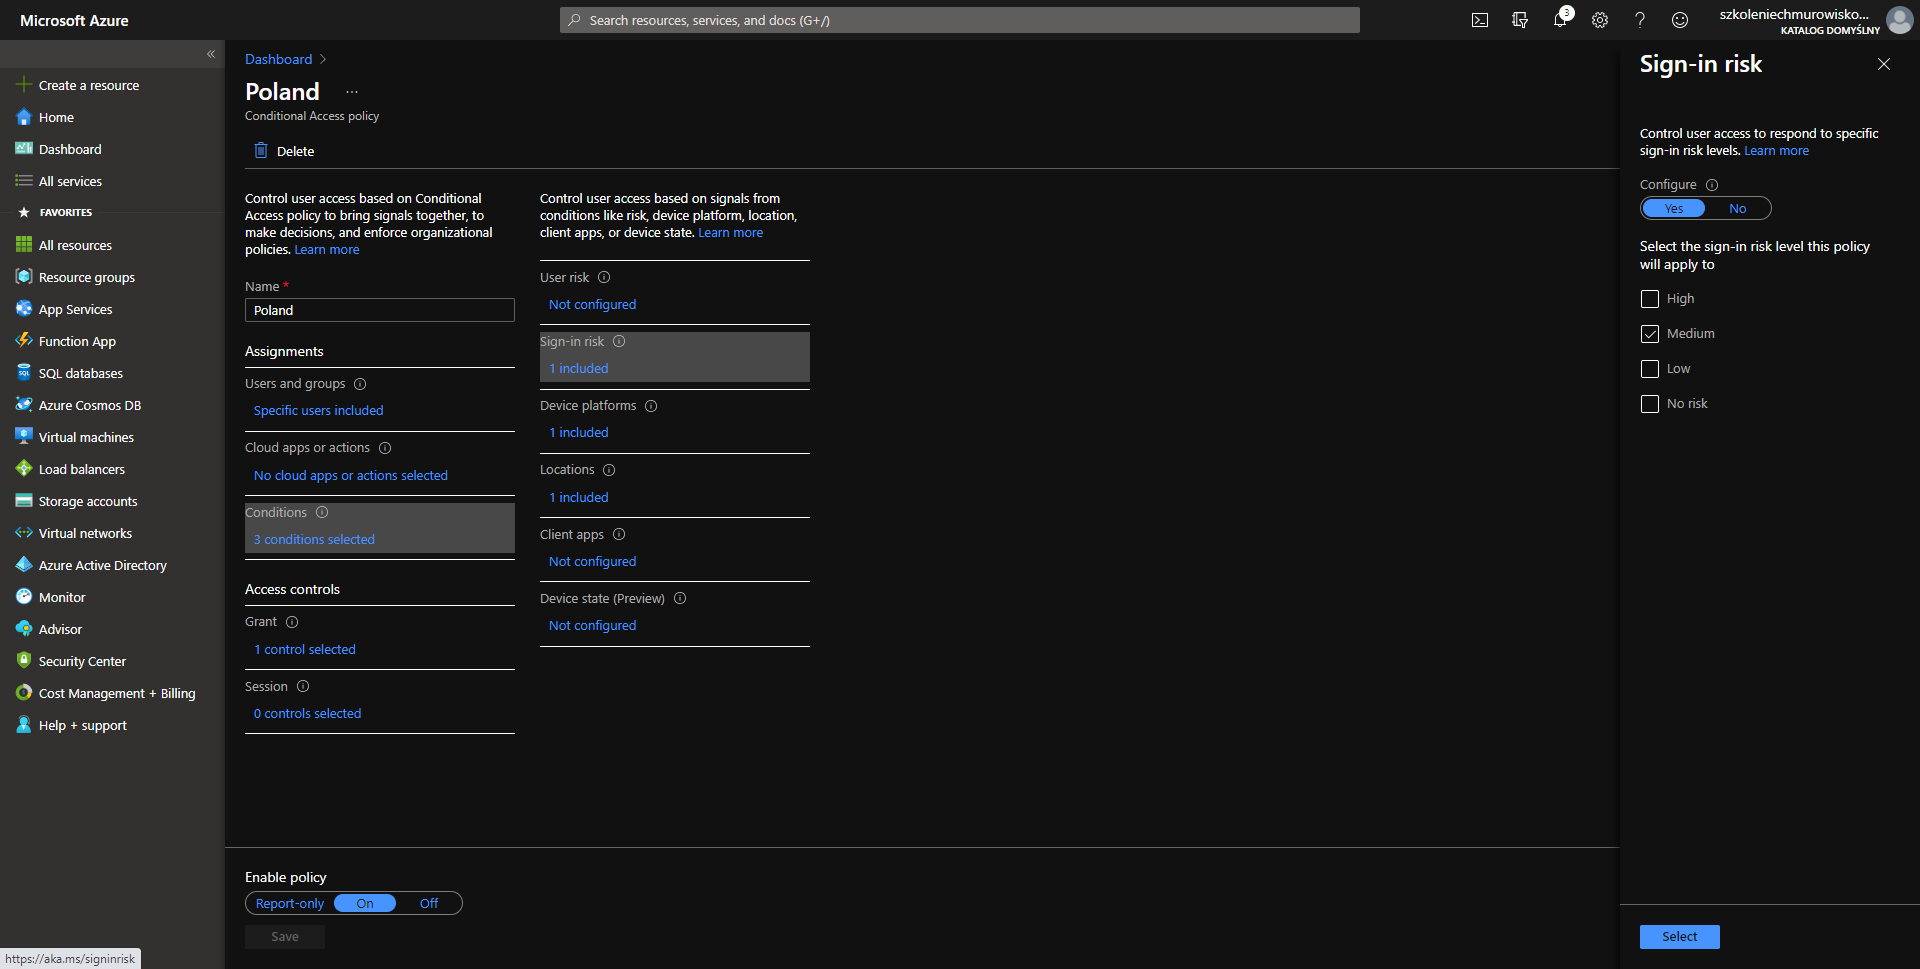 Microsoft Azure
Search resources, services, and docs (G+/)
3
szkoleniechmurowisko...
KATALOG DOMYŚLNY
«
Create a resource
Home
Dashboard
All services
FAVORITES
All resources
Resource groups
App Services
Function App
SQL databases
Azure Cosmos DB
Virtual machines
Load balancers
Storage accounts
Virtual networks
Azure Active Directory
Monitor
Advisor
Security Center
Cost Management + Billing
Help + support
Dashboard >
Poland ...
Conditional Access policy
Delete
Control user access based on Conditional
Access policy to bring signals together, to
make decisions, and enforce organizational
policies. Learn more
Name *
Poland
Assignments
Users and groups
Specific users included
Cloud apps or actions
No cloud apps or actions selected
Conditions
3 conditions selected
Access controls
Grant
1 control selected
Session
0 controls selected
Control user access based on signals from
conditions like risk, device platform, location,
client apps, or device state. Learn more
User risk
Not configured
Sign-in risk
1 included
Device platforms
1 included
Locations
1 included
Client apps
Not configured
Device state (Preview)
Not configured
Enable policy
Report-only On Off
Save
https://aka.ms/signinrisk
Sign-in risk
Control user access to respond to specific
sign-in risk levels. Learn more
Configure
Yes No
Select the sign-in risk level this policy
will apply to
High
Medium
Low
No risk
Select